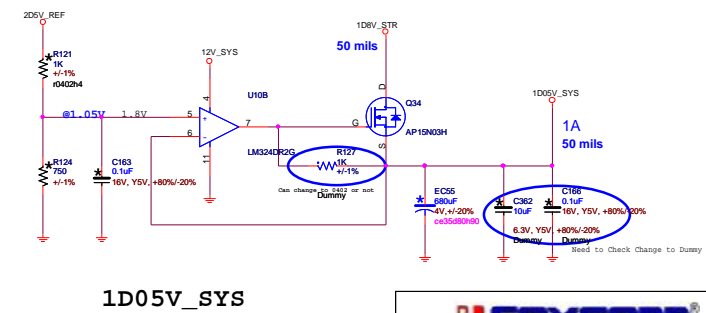 2D5V_REF
1D8V_STR
50 mils
12V_SYS
*R121
1K
+/-1%
r0402h4
U10B
D
Q34
1D05V_SYS
@1.05V 1.8V
4
5
+
7
G
AP15N03H
1A
50 mils
6
-
S
11
LM324DR2G
R127
1K
+/-1%
*R124
750
+/-1%
*
C163
0.1uF
16V, Y5V, +80%/-20%
Can change to 0402 or not
Dummy
*
EC55
680uF
4V,+/-20%
ce35d80h90
*
C362
10uF
6.3V, Y5V, +80%/-20%
Dummy
*
C166
0.1uF
16V, Y5V, +80%/-20%
Dummy
Need to Check Change to Dummy
1D05V_SYS
®